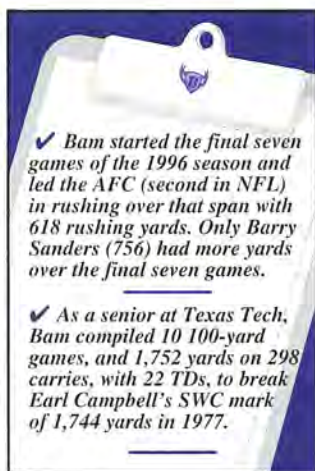 ✓ Bam started the final seven
games of the 1996 season and
led the AFC (second in NFL)
in rushing over that span with
618 rushing yards. Only Barry
Sanders (756) had more yards
over the final seven games.
✓ As a senior at Texas Tech,
Bam compiled 10 100-yard
games, and 1,752 yards on 298
carries, with 22 TDs, to break
Earl Campbell's SWC mark
of 1,744 yards in 1977.